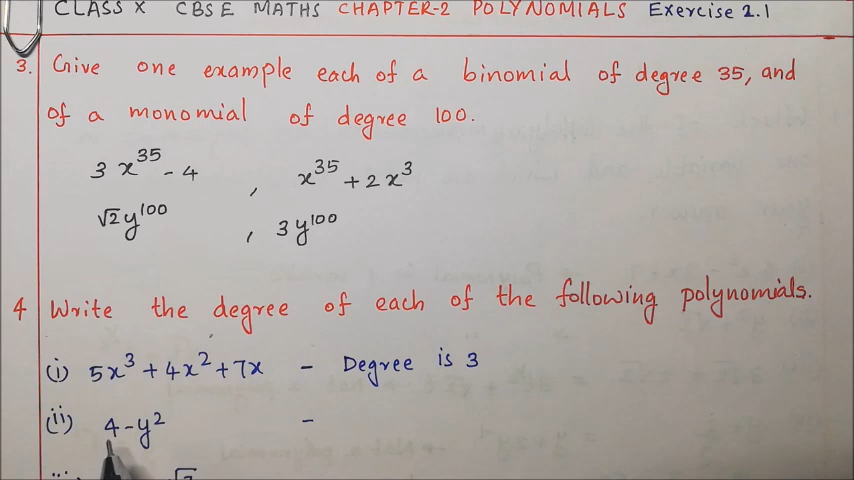 CLASS X CBSE MATHS CHAPTER-2 POLYNOMIALS Exercise 2.1
3. Give one example each of a binomial of degree 35, and
of a monomial of degree 100.
3x³⁵ - 4 , x³⁵ + 2x³
√2y¹⁰⁰ , 3y¹⁰⁰
4 Write the degree of each of the following polynomials.
(i) 5x³ + 4x² + 7x - Degree is 3
(ii) 4 - y² -